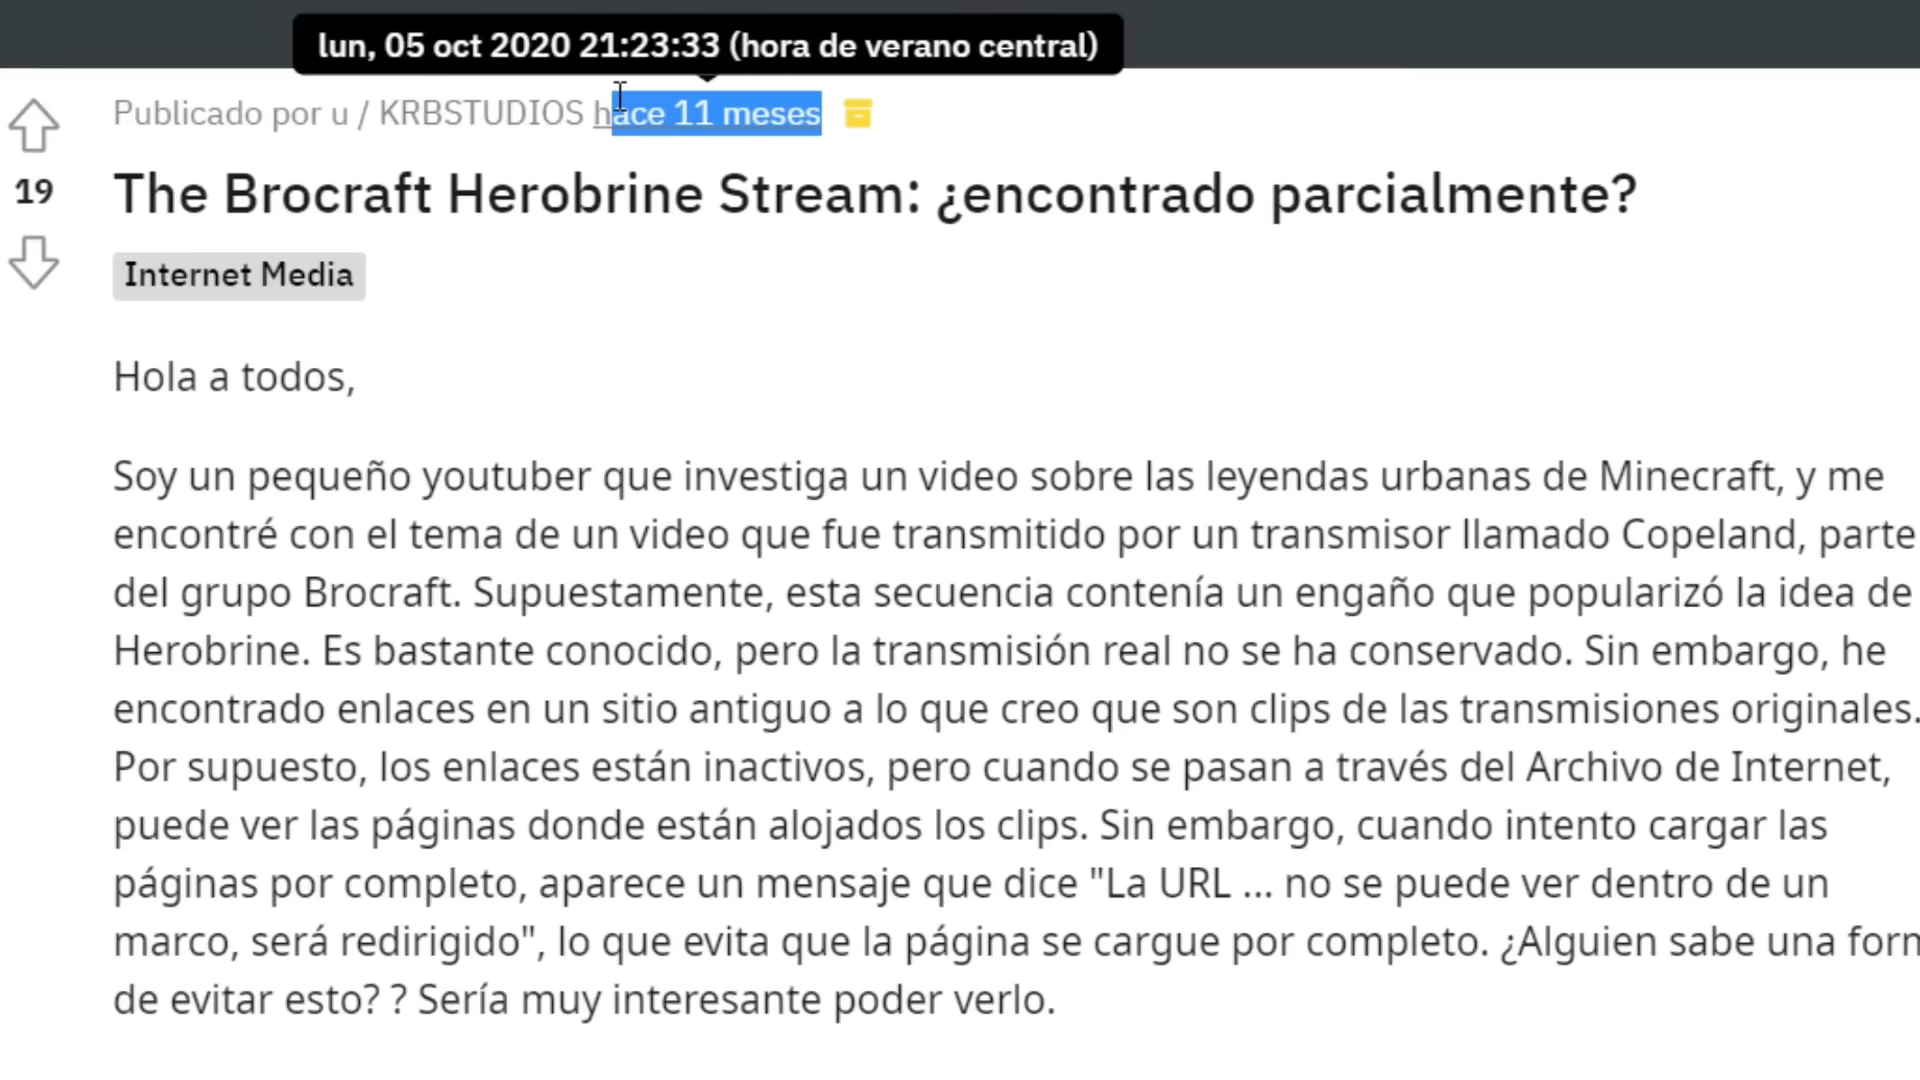 lun, 05 oct 2020 21:23:33 (hora de verano central)
Publicado por u / KRBSTUDIOS hace 11 meses
19
The Brocraft Herobrine Stream: ¿encontrado parcialmente?
Internet Media
Hola a todos,
Soy un pequeño youtuber que investiga un video sobre las leyendas urbanas de Minecraft, y me
encontré con el tema de un video que fue transmitido por un transmisor llamado Copeland, parte
del grupo Brocraft. Supuestamente, esta secuencia contenía un engaño que popularizó la idea de
Herobrine. Es bastante conocido, pero la transmisión real no se ha conservado. Sin embargo, he
encontrado enlaces en un sitio antiguo a lo que creo que son clips de las transmisiones originales.
Por supuesto, los enlaces están inactivos, pero cuando se pasan a través del Archivo de Internet,
puede ver las páginas donde están alojados los clips. Sin embargo, cuando intento cargar las
páginas por completo, aparece un mensaje que dice "La URL ... no se puede ver dentro de un
marco, será redirigido", lo que evita que la página se cargue por completo. ¿Alguien sabe una
de evitar esto? ? Sería muy interesante poder verlo.